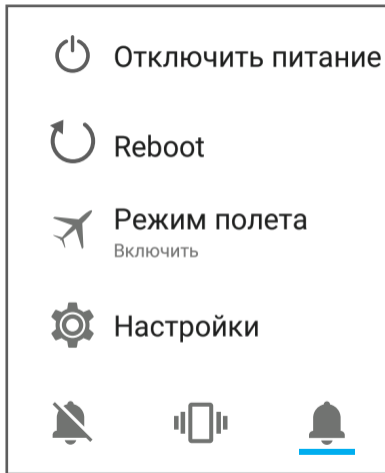 Отключить питание
Reboot
Режим полета
Включить
Настройки